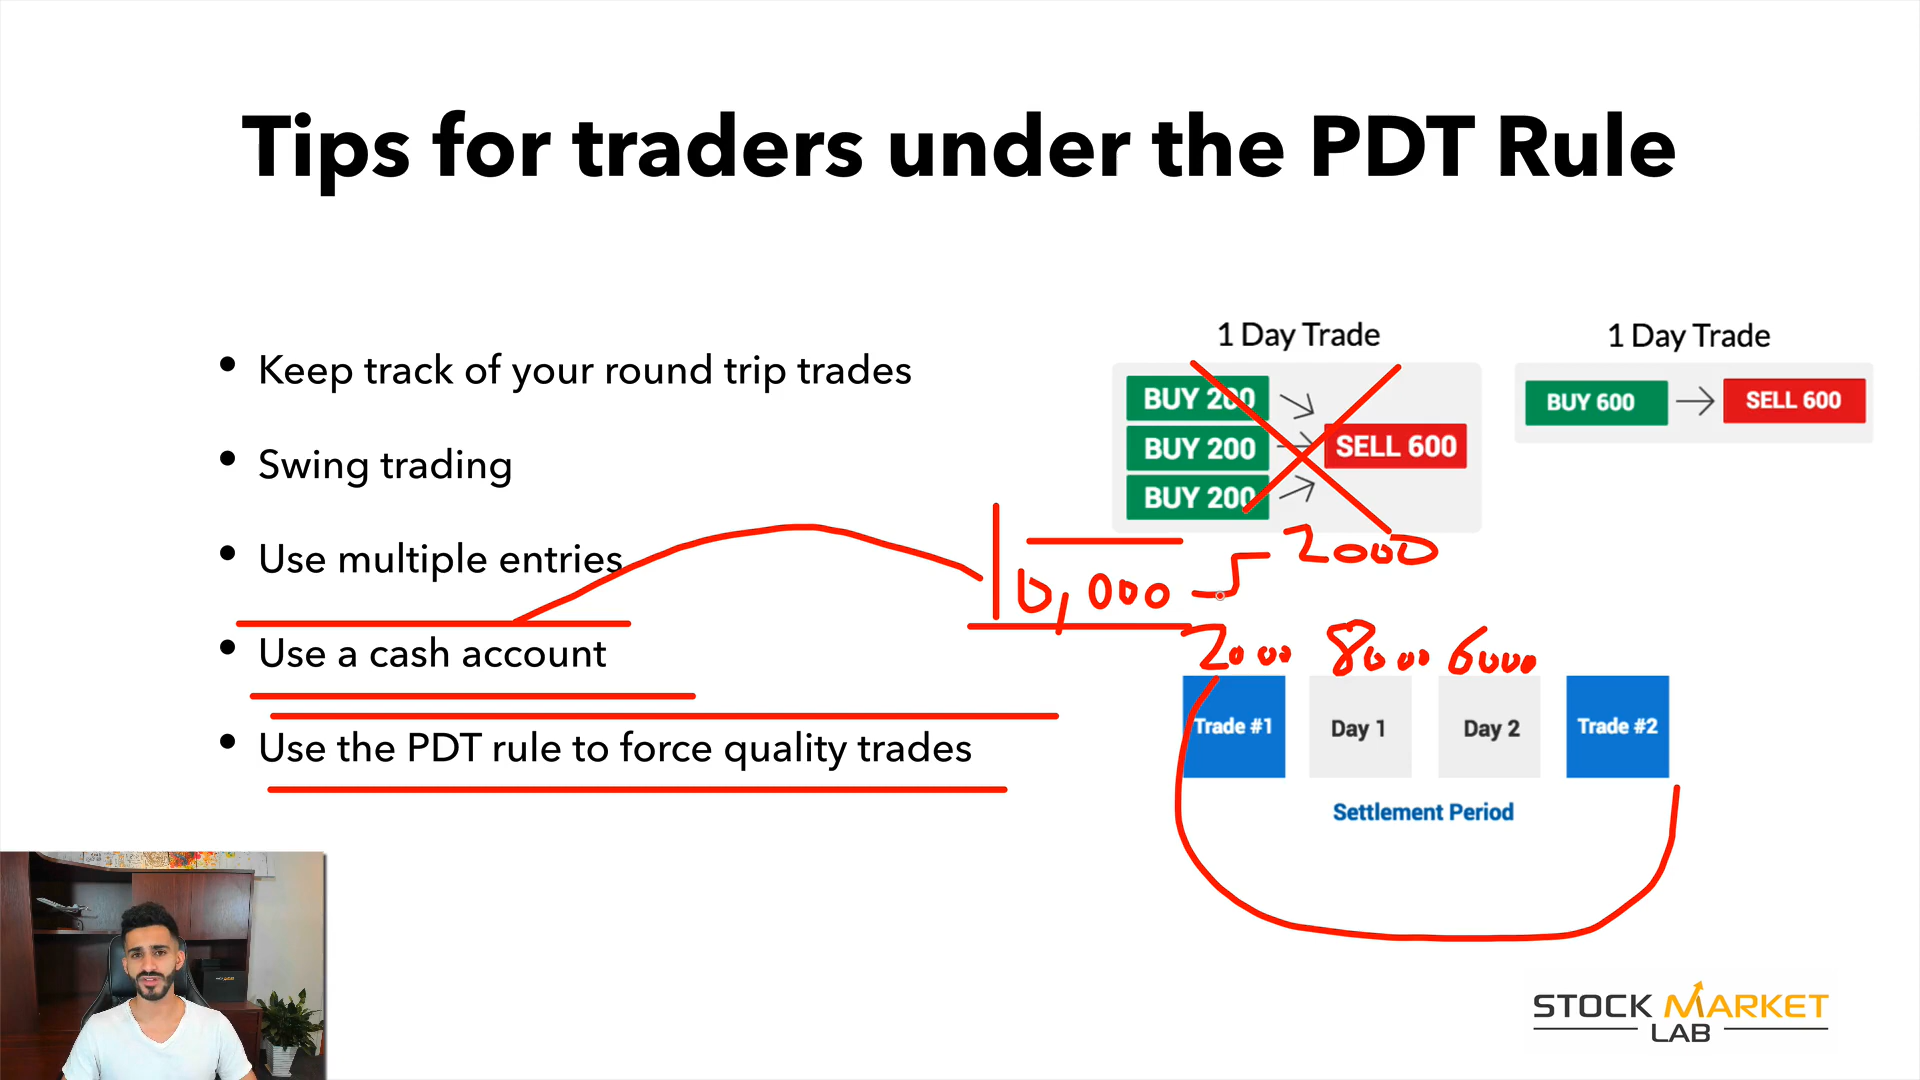 Tips for traders under the PDT Rule
• Keep track of your round trip trades
• Swing trading
• Use multiple entries
• Use a cash account
• Use the PDT rule to force quality trades
1 Day Trade
BUY 200
BUY 200
BUY 200
SELL 600
1 Day Trade
BUY 600
SELL 600
10,000
2000
2000 8000 6000
Trade #1
Day 1
Day 2
Trade #2
Settlement Period
STOCK MARKET
LAB